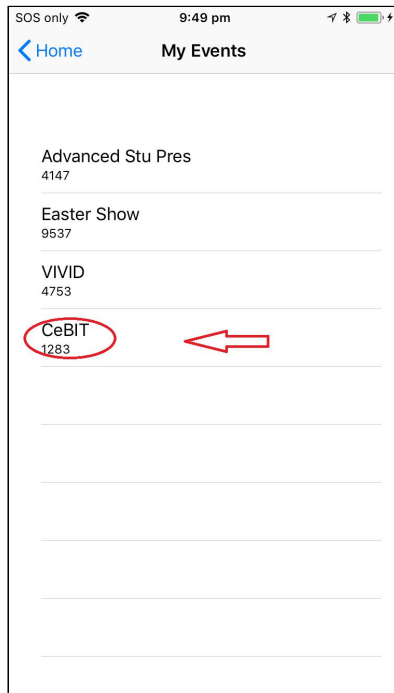 SOS only
9:49 pm
Home
My Events
Advanced Stu Pres
4147
Easter Show
9537
VIVID
4753
CeBIT
1283